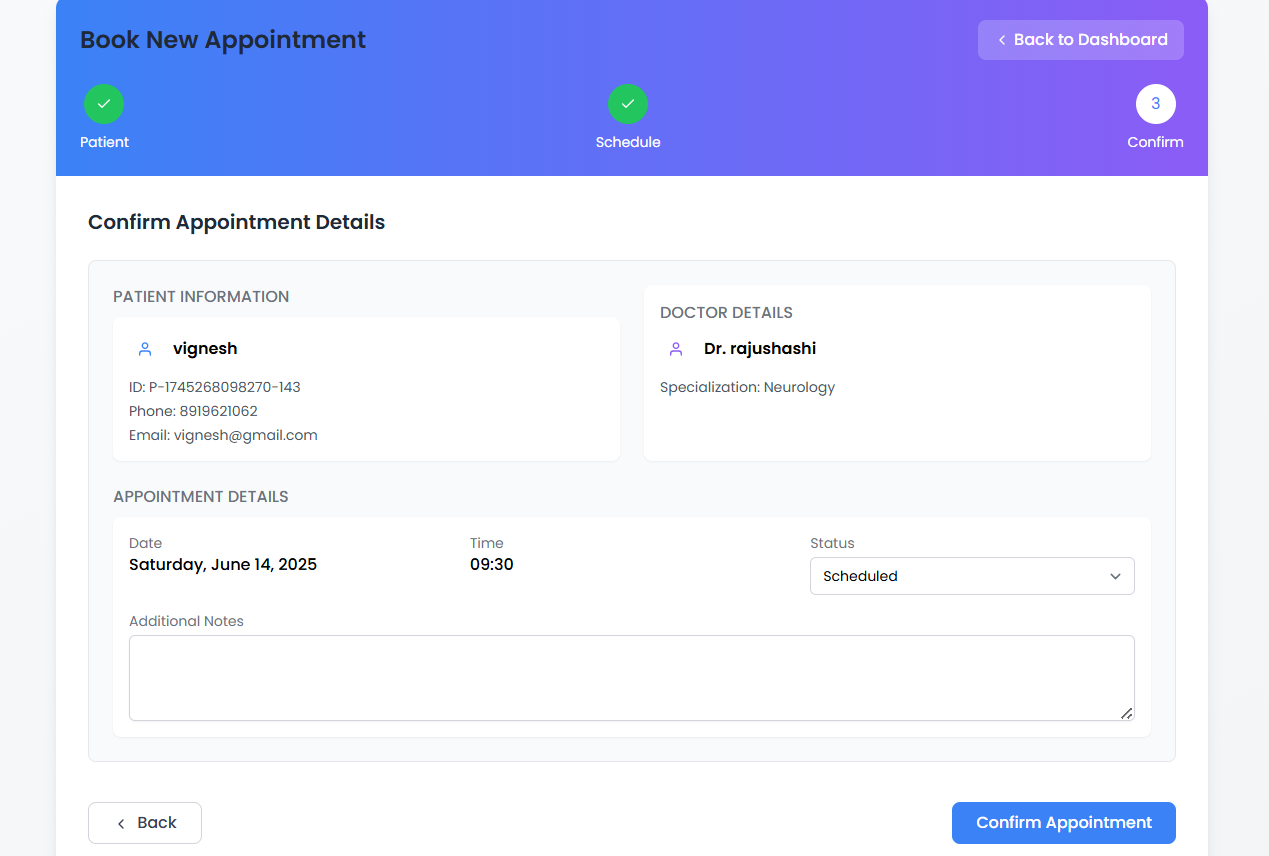 Book New Appointment
Back to Dashboard
Patient
Schedule
3
Confirm
Confirm Appointment Details
PATIENT INFORMATION
vignesh
ID: P-1745268098270-143
Phone: 8919621062
Email: vignesh@gmail.com
DOCTOR DETAILS
Dr. rajushashi
Specialization: Neurology
APPOINTMENT DETAILS
Date
Saturday, June 14, 2025
Time
09:30
Status
Scheduled
Additional Notes
Back
Confirm Appointment